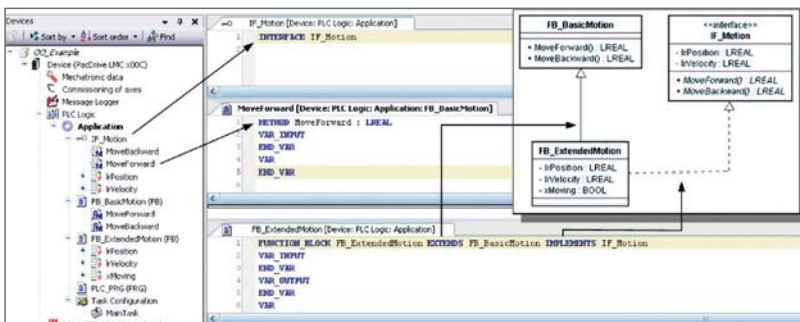 Devices
Sort by
Sort order
Find
OO_Example
Device (PacDrive LMC x00C)
Mechatronic data
Commissioning of axes
Message Logger
PLC Logic
Application
IF_Motion
MoveBackward
MoveForward
lrPosition
lrVelocity
FB_BasicMotion (FB)
MoveForward
MoveBackward
FB_ExtendedMotion (FB)
lrPosition
lrVelocity
xMoving
PLC_PRG (PRG)
Task Configuration
MainTask
IF_Motion [Device: PLC Logic: Application]
1 INTERFACE IF_Motion
2
MoveForward [Device: PLC Logic: Application: FB_BasicMotion]
1 METHOD MoveForward : LREAL
2 VAR_INPUT
3 END_VAR
4 VAR
5 END_VAR
6
FB_ExtendedMotion [Device: PLC Logic: Application]
1 FUNCTION_BLOCK FB_ExtendedMotion EXTENDS FB_BasicMotion IMPLEMENTS IF_Motion
2 VAR_INPUT
3 END_VAR
4 VAR_OUTPUT
5 END_VAR
6 VAR
FB_BasicMotion
+ MoveForward() : LREAL
+ MoveBackward() : LREAL
<<interface>>
IF_Motion
- lrPosition : LREAL
- lrVelocity : LREAL
+ MoveForward() : LREAL
+ MoveBackward() : LREAL
FB_ExtendedMotion
- lrPosition : LREAL
- lrVelocity : LREAL
- xMoving : BOOL